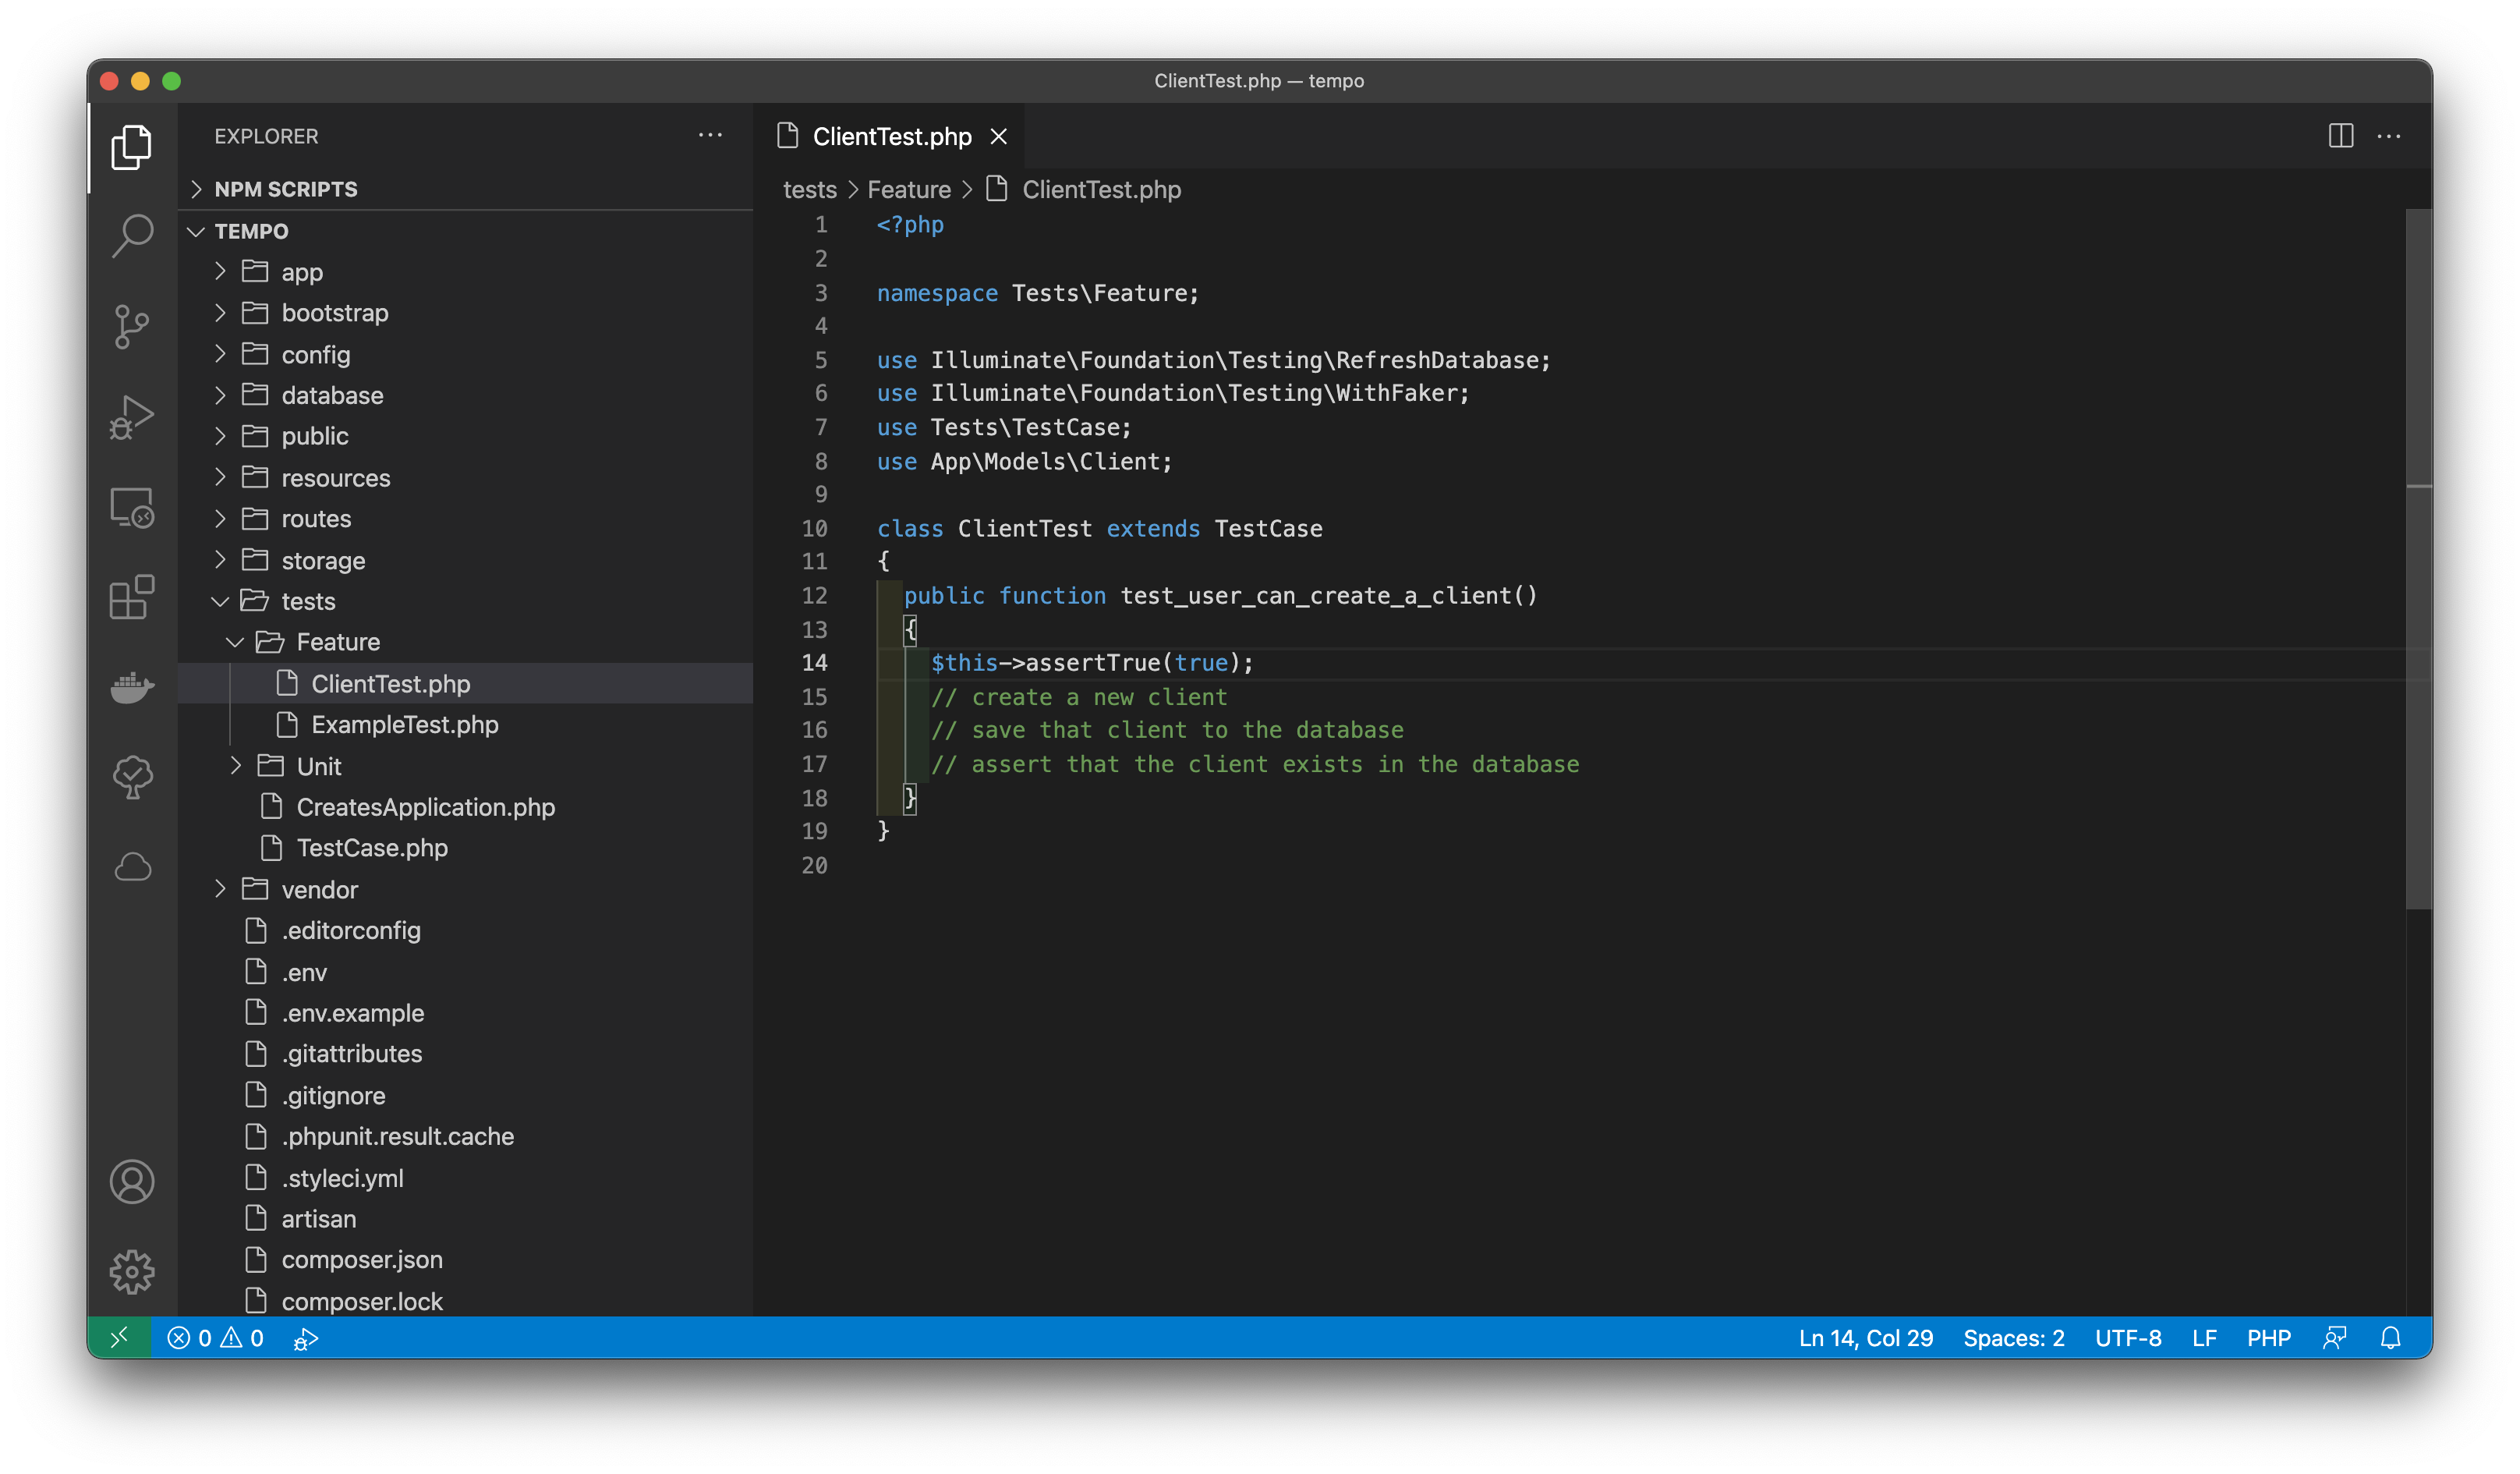 ClientTest.php — tempo
EXPLORER
NPM SCRIPTS
TEMPO
app
bootstrap
config
database
public
resources
routes
storage
tests
Feature
ClientTest.php
ExampleTest.php
Unit
CreatesApplication.php
TestCase.php
vendor
.editorconfig
.env
.env.example
.gitattributes
.gitignore
.phpunit.result.cache
.styleci.yml
artisan
composer.json
composer.lock
ClientTest.php
tests > Feature > ClientTest.php
1 <?php
2
3 namespace Tests\Feature;
4
5 use Illuminate\Foundation\Testing\RefreshDatabase;
6 use Illuminate\Foundation\Testing\WithFaker;
7 use Tests\TestCase;
8 use App\Models\Client;
9
10 class ClientTest extends TestCase
11 {
12 public function test_user_can_create_a_client()
13 {
14 $this->assertTrue(true);
15 // create a new client
16 // save that client to the database
17 // assert that the client exists in the database
18 }
19 }
20
0 0 Ln 14, Col 29 Spaces: 2 UTF-8 LF PHP